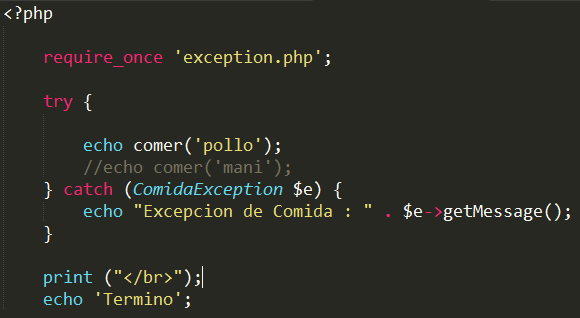 <?php
require_once 'exception.php';
try {
echo comer('pollo');
//echo comer('mani');
} catch (ComidaException $e) {
echo "Excepcion de Comida : " . $e->getMessage();
}
print ("</br>");
echo 'Termino';